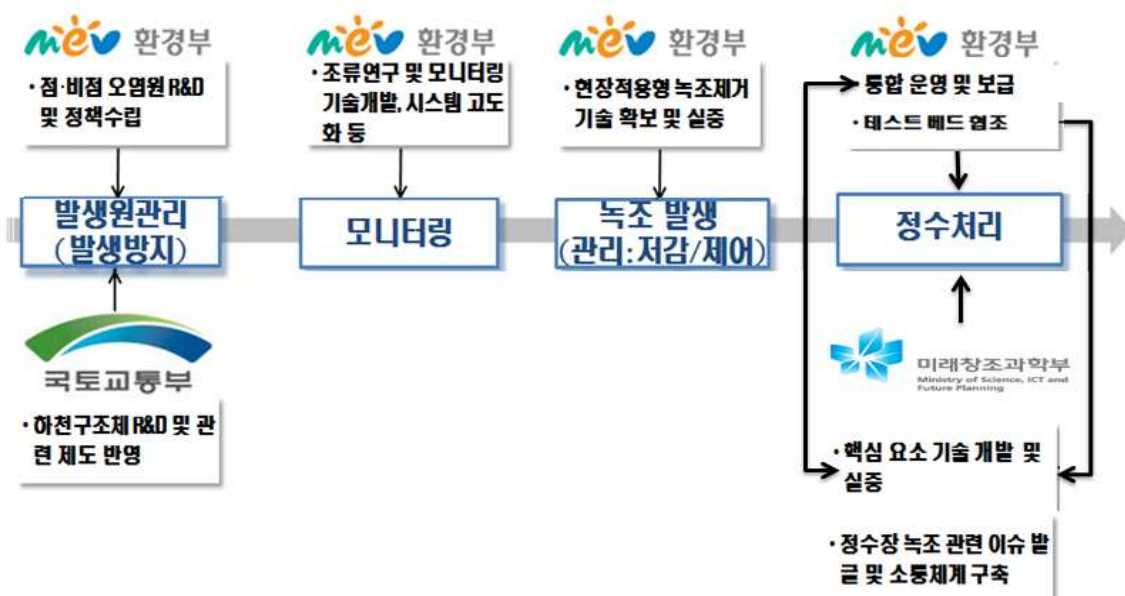 mev 환경부
· 점·비점 오염원 R&D
및 정책수립
mev 환경부
· 조류연구 및 모니터링
기술개발, 시스템 고도
화 등
mev 환경부
· 현장적용형 녹조제거
기술 확보 및 실증
mev 환경부
· 통합 운영 및 보급
· 테스트 베드 협조
발생원관리
(발생방지)
모니터링
녹조 발생
(관리:저감/제어)
정수처리
국토교통부
· 하천구조체 R&D 및 관
련 제도 반영
미래창조과학부
Ministry of Science, ICT and
Future Planning
· 핵심 요소 기술 개발 및
실증
· 정수장 녹조 관련 이슈 발
굴 및 소통체계 구축